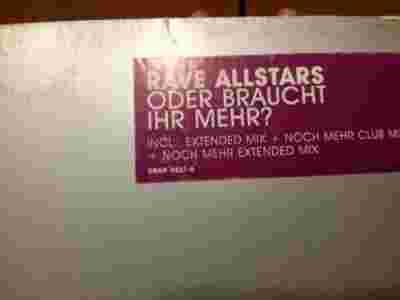 RAVE ALLSTARS
ODER BRAUCHT
IHR MEHR?
INCL. EXTENDED MIX + NOCH MEHR CLUB
+ NOCH MEHR EXTENDED MIX